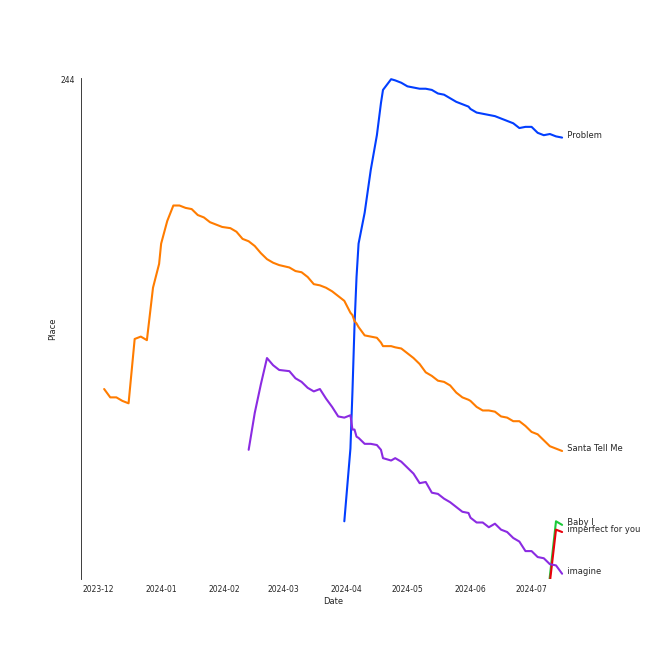 244
Place
Problem
Santa Tell Me
Baby I
imperfect for you
imagine
2023-12 2024-01 2024-02 2024-03 2024-04 2024-05 2024-06 2024-07
Date